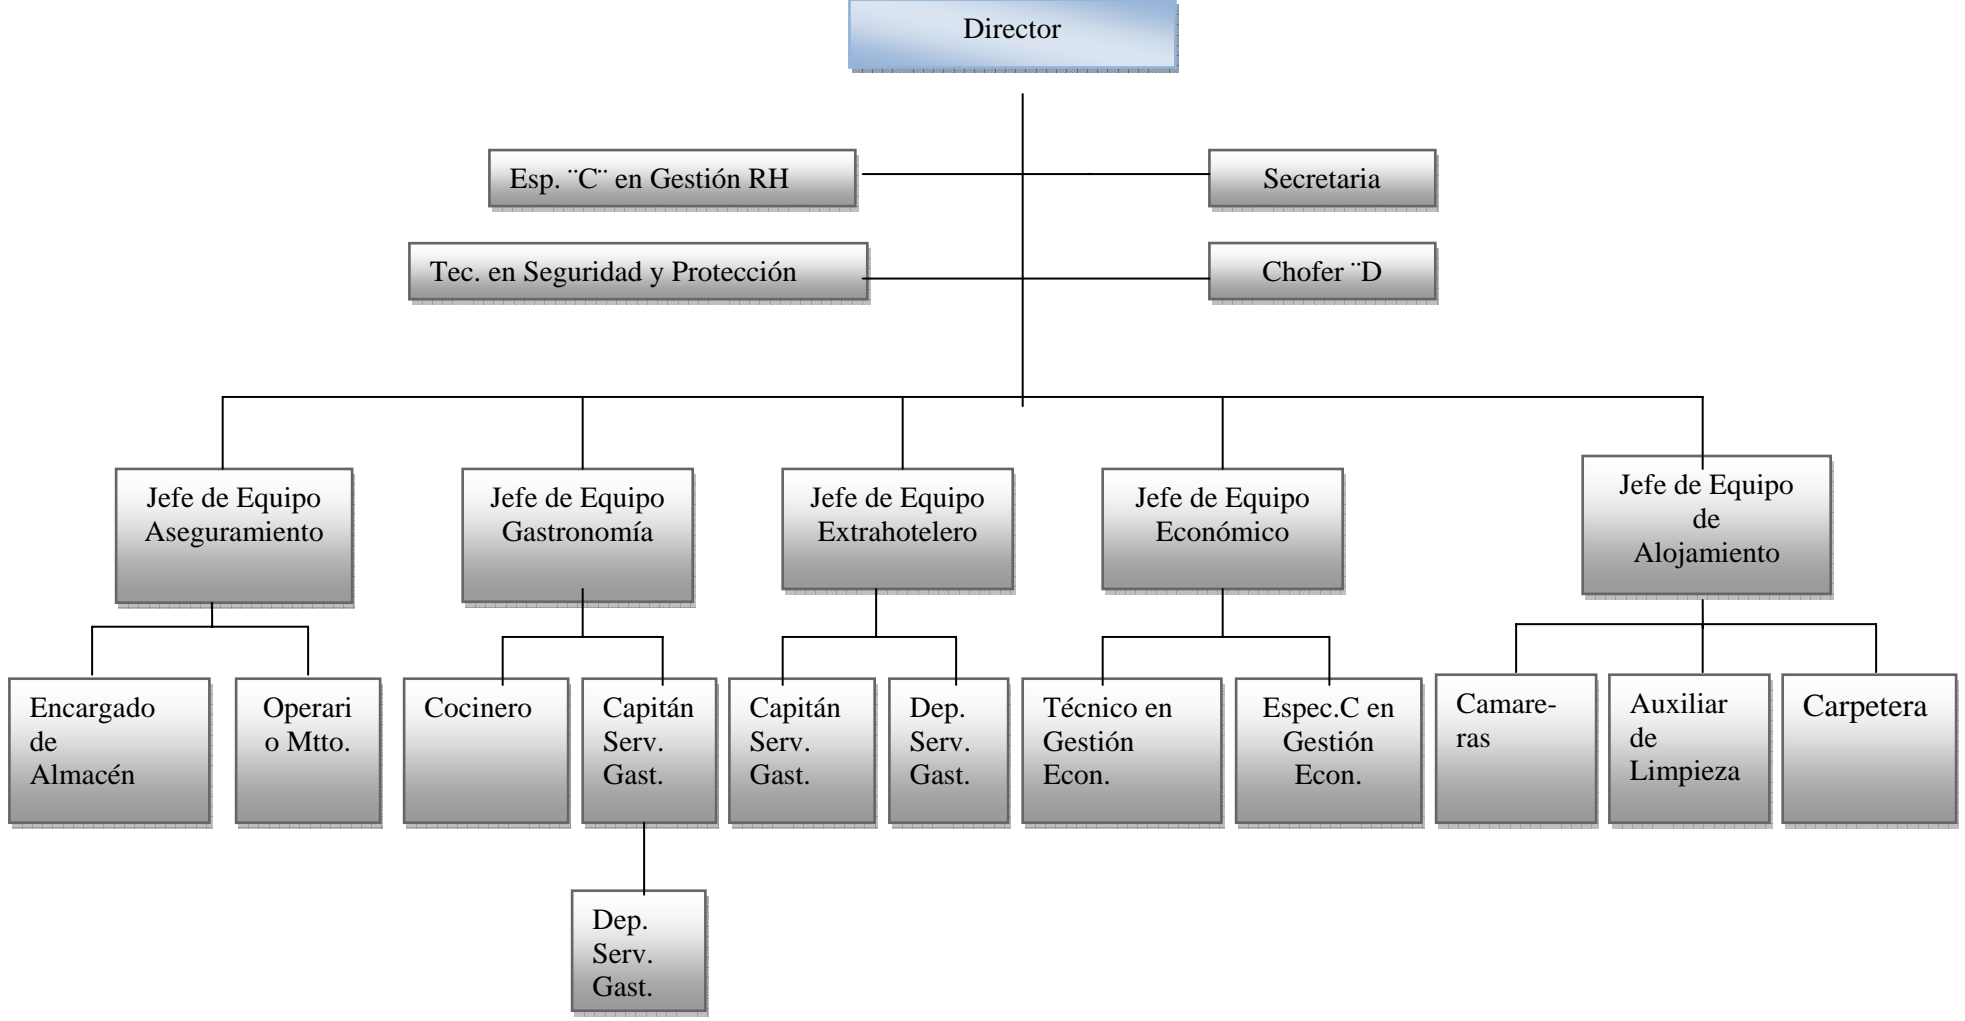 Director
Esp. ¨C¨ en Gestión RH
Secretaria
Tec. en Seguridad y Protección
Chofer ¨D
Jefe de Equipo
Aseguramiento
Jefe de Equipo
Gastronomía
Jefe de Equipo
Extrahotelero
Jefe de Equipo
Económico
Jefe de Equipo
de
Alojamiento
Encargado
de
Almacén
Operari
o Mtto.
Cocinero
Capitán
Serv.
Gast.
Capitán
Serv.
Gast.
Dep.
Serv.
Gast.
Técnico en
Gestión
Econ.
Espec.C en
Gestión
Econ.
Camare-
ras
Auxiliar
de
Limpieza
Carpetera
Dep.
Serv.
Gast.